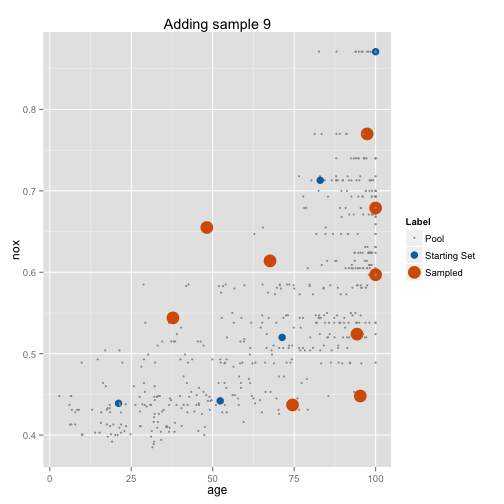 Adding sample 9
nox
0.8
0.7
0.6
0.5
0.4
0
25
50
75
100
age
Label
Pool
Starting Set
Sampled